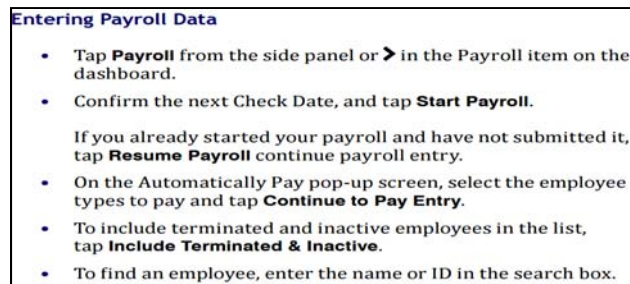 Entering Payroll Data
• Tap Payroll from the side panel or > in the Payroll item on the
dashboard.
• Confirm the next Check Date, and tap Start Payroll.
If you already started your payroll and have not submitted it,
tap Resume Payroll continue payroll entry.
• On the Automatically Pay pop-up screen, select the employee
types to pay and tap Continue to Pay Entry.
• To include terminated and inactive employees in the list,
tap Include Terminated & Inactive.
• To find an employee, enter the name or ID in the search box.